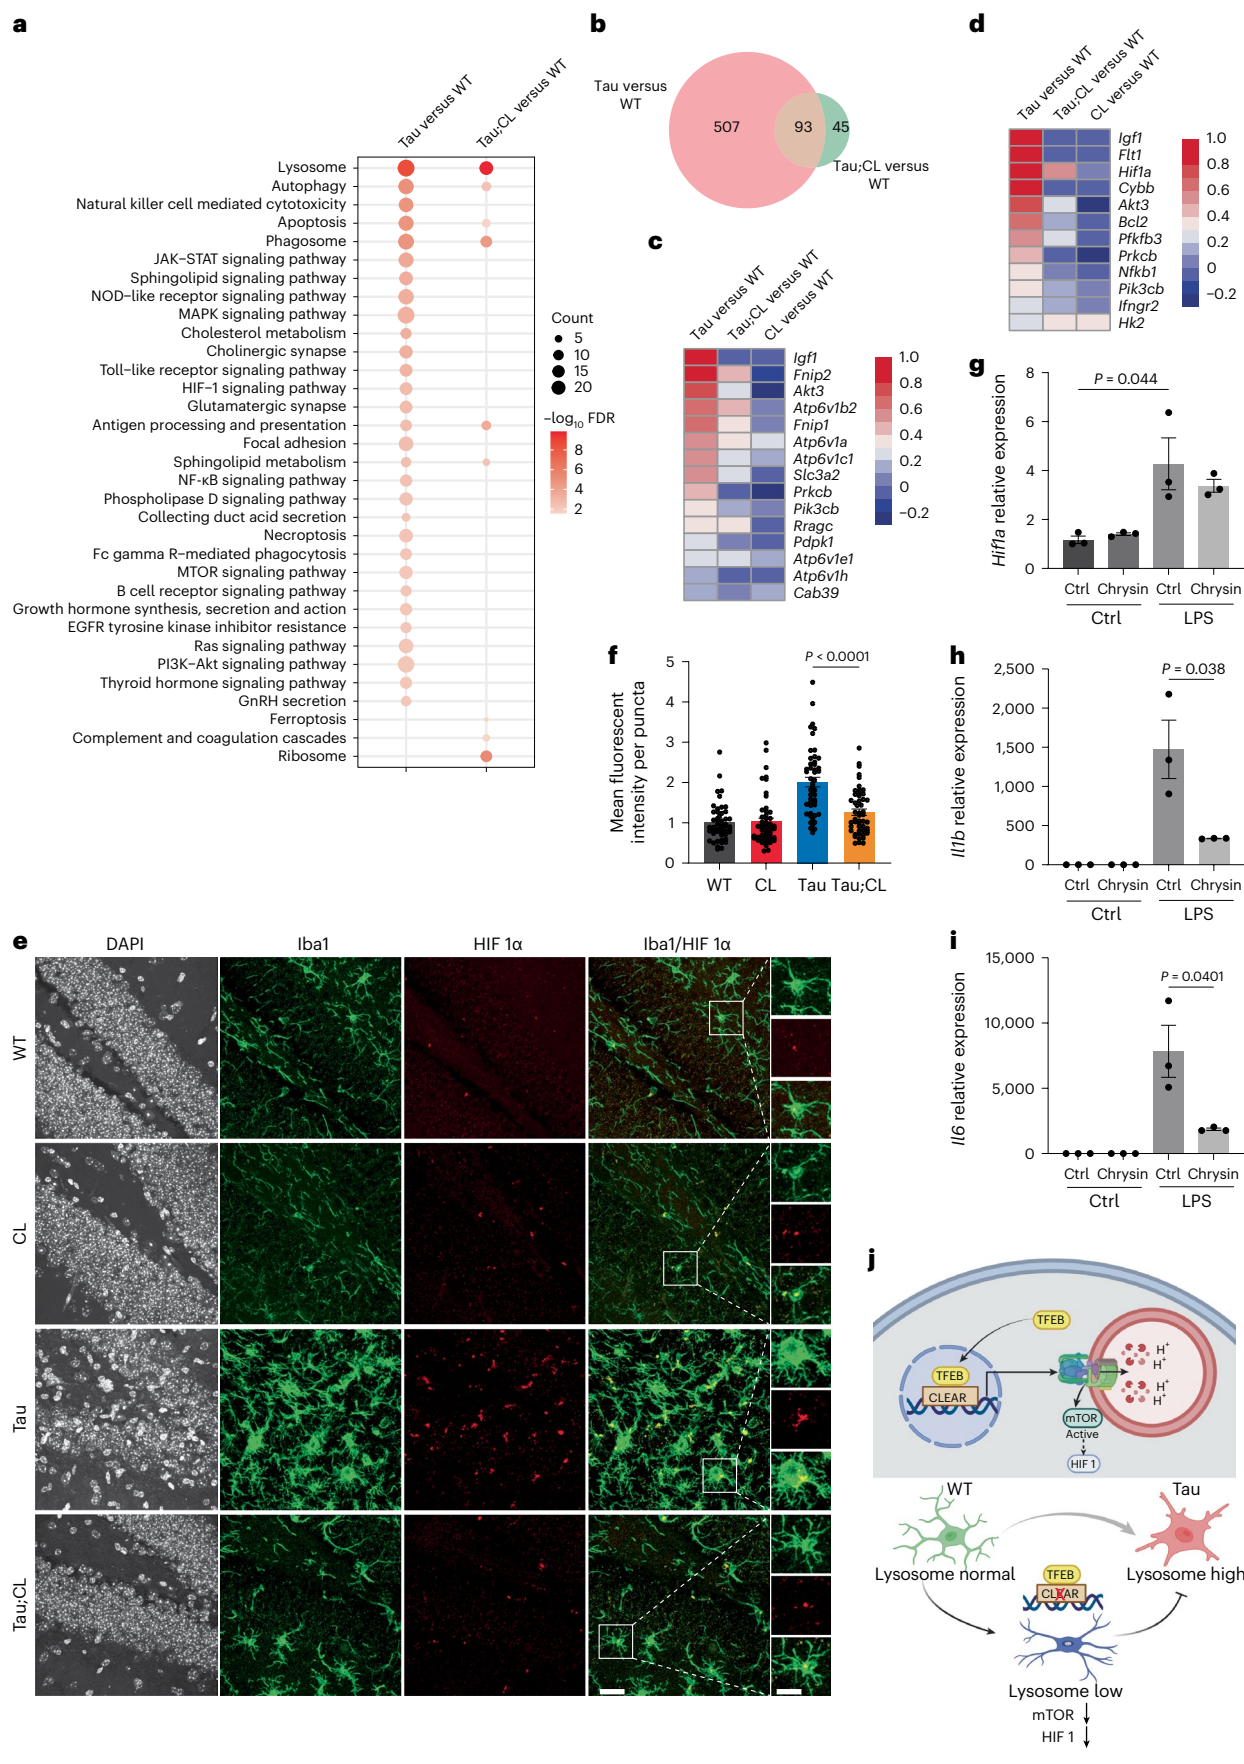 a
Tau versus WT
Tau;CL versus WT
Lysosome
Autophagy
Natural killer cell mediated cytotoxicity
Apoptosis
Phagosome
JAK–STAT signaling pathway
Sphingolipid signaling pathway
NOD–like receptor signaling pathway
MAPK signaling pathway
Cholesterol metabolism
Cholinergic synapse
Toll–like receptor signaling pathway
HIF–1 signaling pathway
Glutamatergic synapse
Antigen processing and presentation
Focal adhesion
Sphingolipid metabolism
NF-κB signaling pathway
Phospholipase D signaling pathway
Collecting duct acid secretion
Necroptosis
Fc gamma R–mediated phagocytosis
MTOR signaling pathway
B cell receptor signaling pathway
Growth hormone synthesis, secretion and action
EGFR tyrosine kinase inhibitor resistance
Ras signaling pathway
PI3K–Akt signaling pathway
Thyroid hormone signaling pathway
GnRH secretion
Ferroptosis
Complement and coagulation cascades
Ribosome
Count
5
10
15
20
–log10 FDR
8
6
4
2
b
Tau versus
WT
507
93
45
Tau;CL versus
WT
c
Tau versus WT
Tau;CL versus WT
CL versus WT
Igf1
Fnip2
Akt3
Atp6v1b2
Fnip1
Atp6v1a
Atp6v1c1
Slc3a2
Prkcb
Pik3cb
Rragc
Pdpk1
Atp6v1e1
Atp6v1h
Cab39
1.0
0.8
0.6
0.4
0.2
0
–0.2
d
Tau versus WT
Tau;CL versus WT
CL versus WT
Igf1
Flt1
Hif1a
Cybb
Akt3
Bcl2
Pfkfb3
Prkcb
Nfkb1
Pik3cb
Ifngr2
Hk2
1.0
0.8
0.6
0.4
0.2
0
–0.2
g
Hif1a relative expression
8
6
4
2
0
P = 0.044
Ctrl Chrysin Ctrl Chrysin
Ctrl LPS
f
Mean fluorescent
intensity per puncta
5
4
3
2
1
0
P < 0.0001
WT CL Tau Tau;CL
h
Il1b relative expression
2,500
2,000
1,500
1,000
500
0
P = 0.038
Ctrl Chrysin Ctrl Chrysin
Ctrl LPS
i
Il6 relative expression
15,000
10,000
5,000
0
P = 0.0401
Ctrl Chrysin Ctrl Chrysin
Ctrl LPS
e
DAPI Iba1 HIF 1α Iba1/HIF 1α
WT
CL
Tau
Tau;CL
j
TFEB
TFEB
CLEAR
H+
H+
H+
H+
mTOR
Active
HIF 1
WT
Tau
Lysosome normal
Lysosome high
TFEB
CLEAR
Lysosome low
mTOR
HIF 1